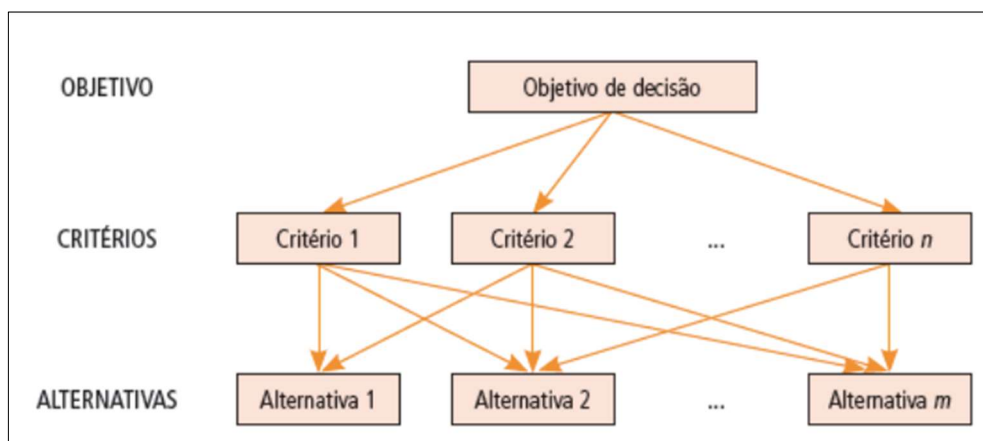 OBJETIVO Objetivo de decisão
CRITÉRIOS Critério 1 Critério 2 ... Critério n
ALTERNATIVAS Alternativa 1 Alternativa 2 ... Alternativa m